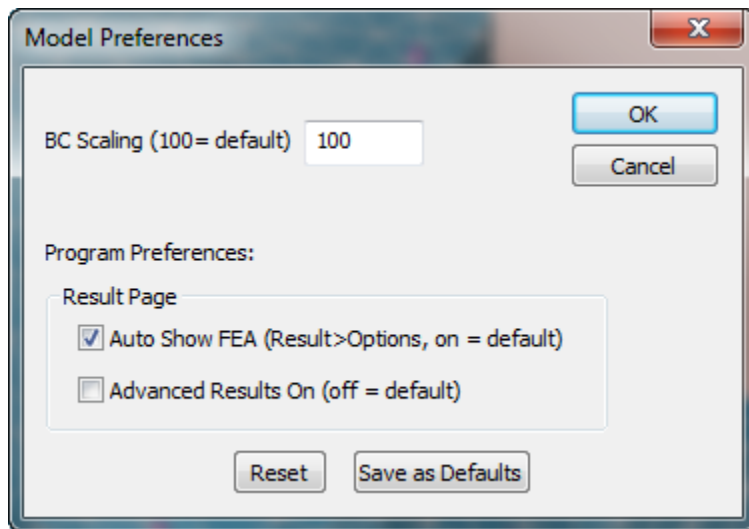 Model Preferences
BC Scaling (100= default) 100
OK
Cancel
Program Preferences:
Result Page
Auto Show FEA (Result>Options, on = default)
Advanced Results On (off = default)
Reset Save as Defaults